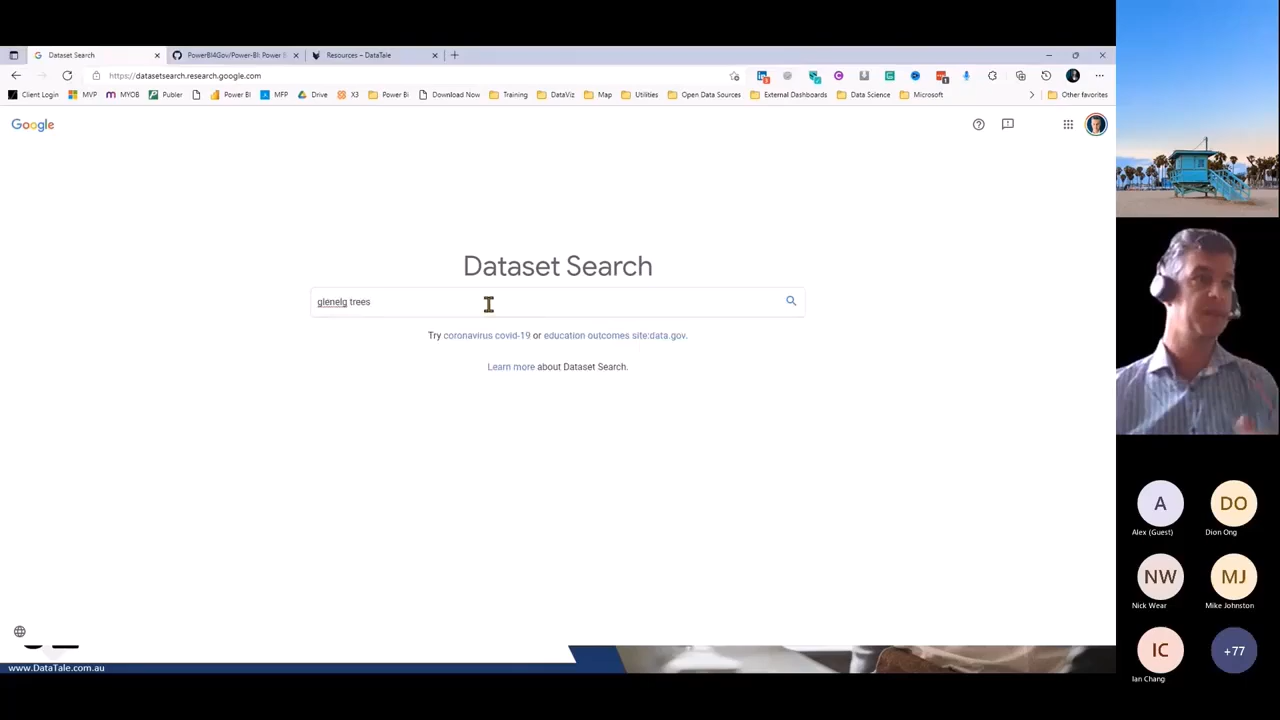 Dataset Search
PowerBI4Gov/Power-BI: Power
Resources – DataTale
https://datasetsearch.research.google.com
Client Login
MVP
MYOB
Publer
Power BI
MFP
Drive
X3
Power Bi
Download Now
Training
DataViz
Map
Utilities
Open Data Sources
External Dashboards
Data Science
Microsoft
Other favorites
Google
Dataset Search
glenelg trees
Try coronavirus covid-19 or education outcomes site:data.gov.
Learn more about Dataset Search.
www.DataTale.com.au
A
DO
Alex (Guest)
Dion Ong
NW
MJ
Nick Wear
Mike Johnston
IC
+77
Ian Chang